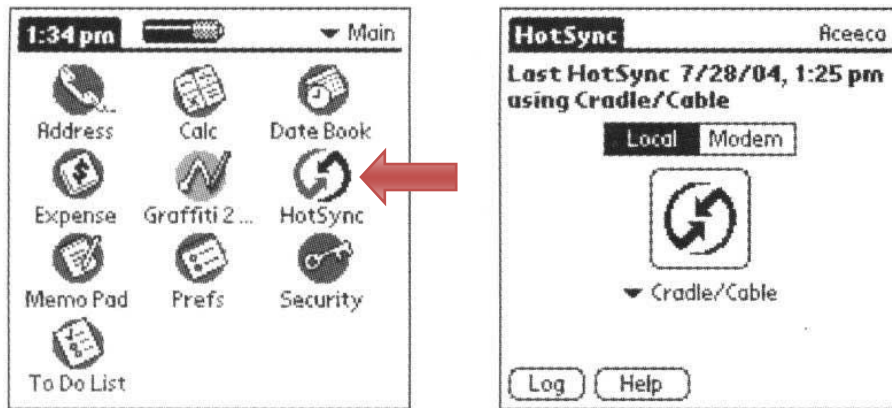 1:34 pm
Main
Address
Calc
Date Book
Expense
Graffiti 2 ...
HotSync
Memo Pad
Prefs
Security
To Do List
HotSync
Aceeca
Last HotSync 7/28/04, 1:25 pm
using Cradle/Cable
Local
Modem
Cradle/Cable
Log
Help